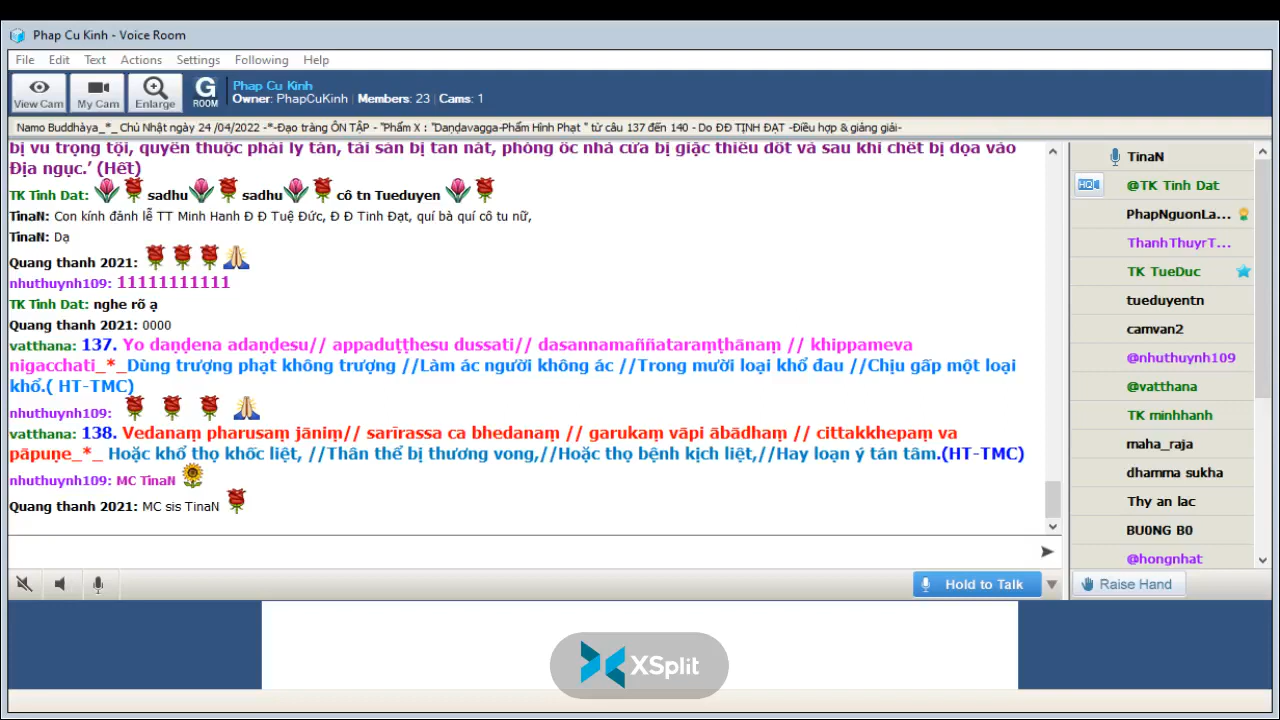 Phap Cu Kinh - Voice Room
File Edit Text Actions Settings Following Help
View Cam My Cam Enlarge G ROOM
Phap Cu Kinh
Owner: PhapCuKinh | Members: 23 | Cams: 1
Namo Buddhàya_*_ Chủ Nhật ngày 24 /04/2022 -*-Đạo tràng ÔN TẬP - "Phẩm X : "Daṇḍavagga-Phẩm Hình Phạt " từ câu 137 đến 140 - Do ĐĐ TỊNH ĐẠT -Điều hợp & giảng giải-
bị vu trọng tội, quyến thuộc phải ly tán, tài sản bị tan nát, phòng ốc nhà cửa bị giặc thiêu đốt và sau khi chết bị đọa vào
Địa ngục.' (Hết)
TK Tinh Dat: sadhu sadhu cô tn Tueduyen
TinaN: Con kính đảnh lễ TT Minh Hanh Đ Đ Tuệ Đức, Đ Đ Tinh Đạt, quí bà quí cô tu nữ,
TinaN: Dạ
Quang thanh 2021:
nhuthuynh109: 11111111111
TK Tinh Dat: nghe rõ ạ
Quang thanh 2021: 0000
vatthana: 137. Yo daṇḍena adaṇḍesu// appaduṭṭhesu dussati// dasannamaññataraṃṭhānaṃ // khippameva
nigacchati_*_Dùng trượng phạt không trượng //Làm ác người không ác //Trong mười loại khổ đau //Chịu gấp một loại
khổ.( HT-TMC)
nhuthuynh109:
vatthana: 138. Vedanaṃ pharusaṃ jāniṃ// sarīrassa ca bhedanaṃ // garukaṃ vāpi ābādhaṃ // cittakkhepaṃ va
pāpuṇe_*_ Hoặc khổ thọ khốc liệt, //Thân thể bị thương vong,//Hoặc thọ bệnh kịch liệt,//Hay loạn ý tán tâm.(HT-TMC)
nhuthuynh109: MC TinaN
Quang thanh 2021: MC sis TinaN
Hold to Talk
TinaN
HQ
@TK Tinh Dat
PhapNguonLa...
ThanhThuyrT...
TK TueDuc
tueduyentn
camvan2
@nhuthuynh109
@vatthana
TK minhhanh
maha_raja
dhamma sukha
Thy an lac
BU0NG B0
@hongnhat
Raise Hand
XSplit